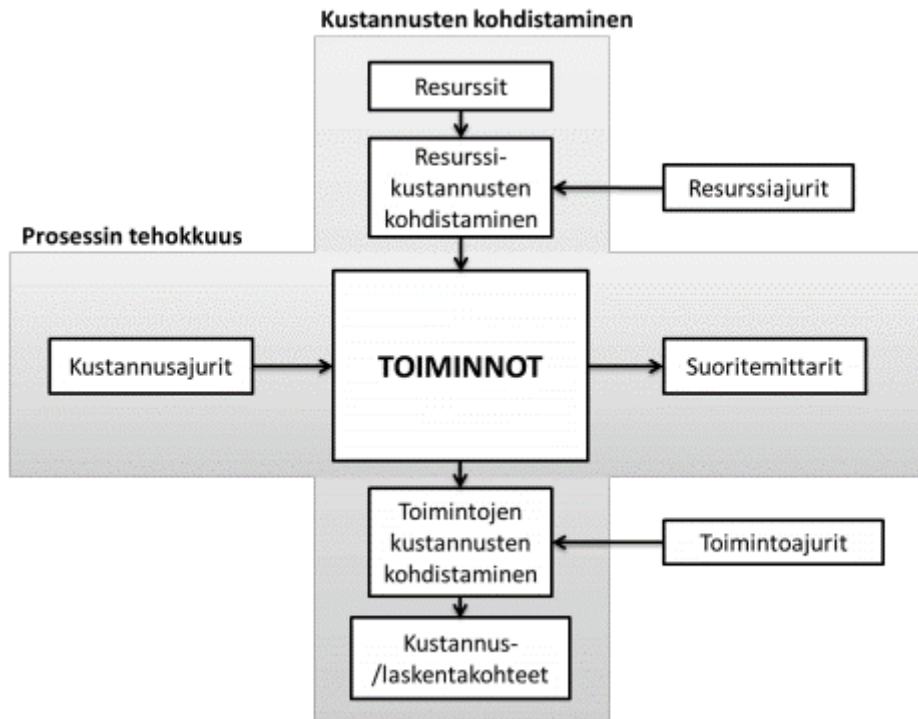 Kustannusten kohdistaminen
Resurssit
Resurssi-
kustannusten
kohdistaminen
Resurssiajurit
Prosessin tehokkuus
Kustannusajurit
TOIMINNOT
Suoritemittarit
Toimintojen
kustannusten
kohdistaminen
Toimintoajurit
Kustannus-
/laskentakohteet